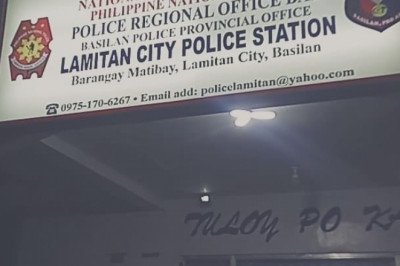 PHILIPPINE NATIONAL
POLICE REGIONAL OFFICE
BASILAN POLICE PROVINCIAL OFFICE
LAMITAN CITY POLICE STATION
Barangay Matibay, Lamitan City, Basilan
☎ 0975-170-6267 • Email add: policelamitan@yahoo.com
TULOY PO KA